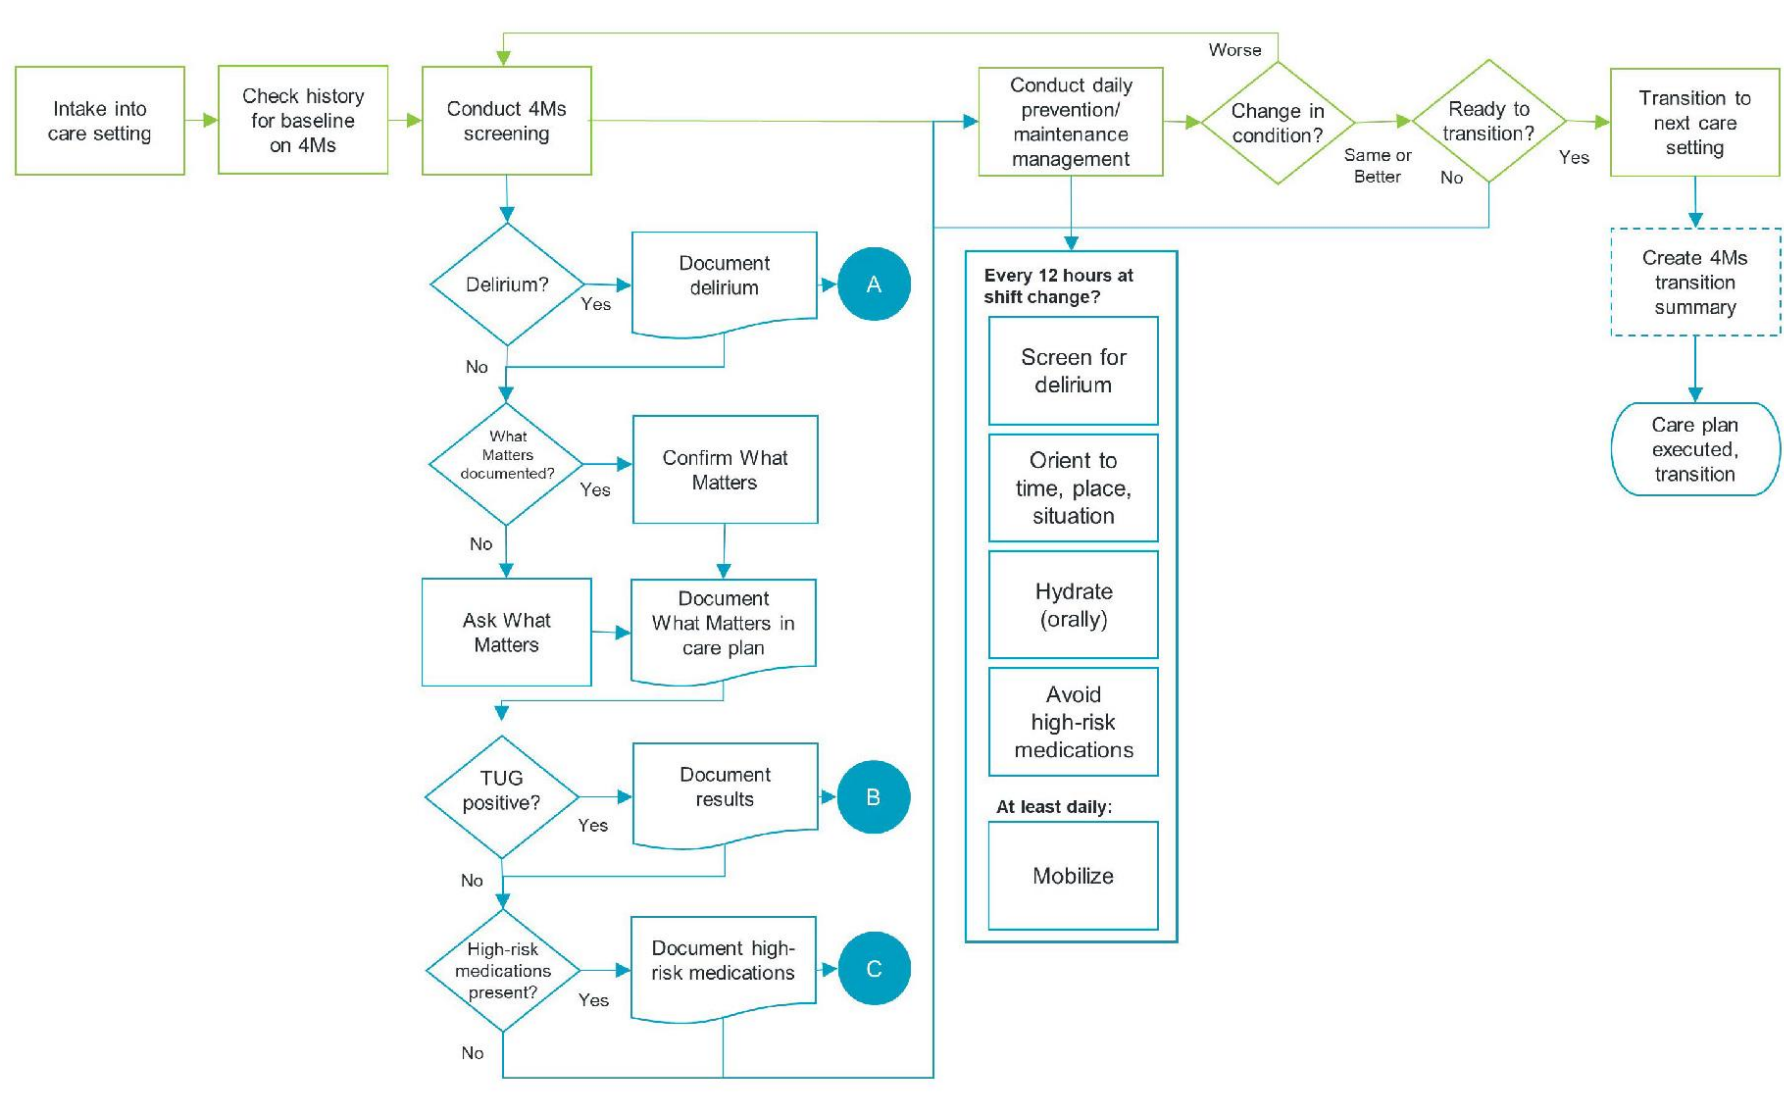 Intake into
care setting
Check history
for baseline
on 4Ms
Conduct 4Ms
screening
Conduct daily
prevention/
maintenance
management
Worse
Change in
condition?
Same or
Better
Ready to
transition?
No
Yes
Transition to
next care
setting
Create 4Ms
transition
summary
Care plan
executed,
transition
Delirium?
Yes
No
Document
delirium
A
What
Matters
documented?
Yes
No
Confirm What
Matters
Ask What
Matters
Document
What Matters in
care plan
TUG
positive?
Yes
No
Document
results
B
High-risk
medications
present?
Yes
No
Document high-
risk medications
C
Every 12 hours at
shift change?
Screen for
delirium
Orient to
time, place,
situation
Hydrate
(orally)
Avoid
high-risk
medications
At least daily:
Mobilize